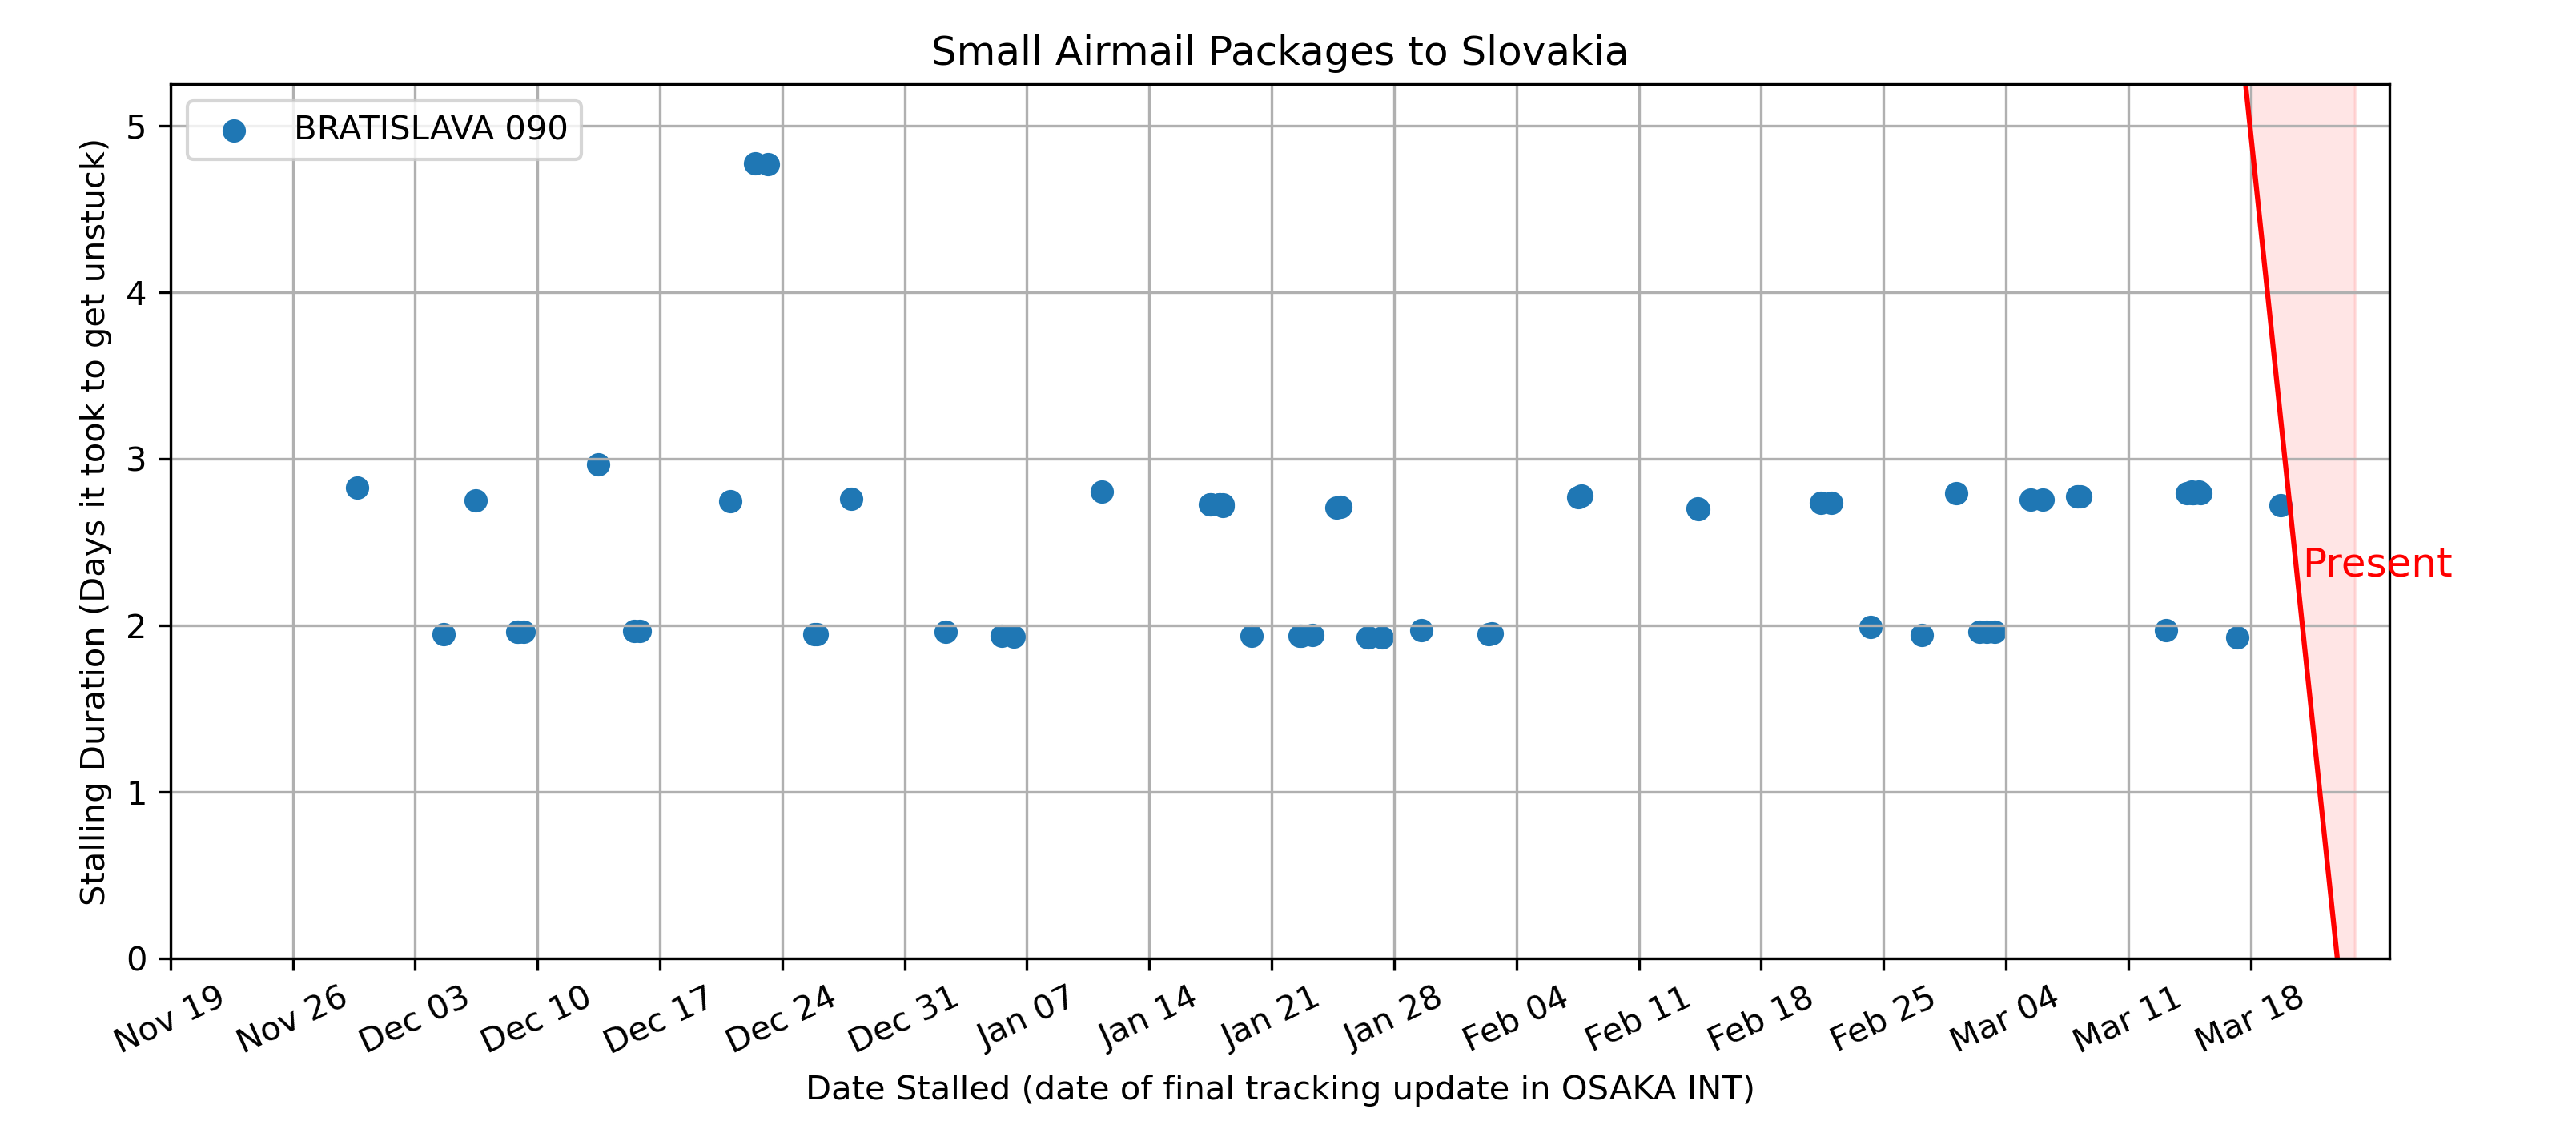 Small Airmail Packages to Slovakia
BRATISLAVA 090
Stalling Duration (Days it took to get unstuck)
5
4
3
2
1
0
Present
Nov 19 Nov 26 Dec 03 Dec 10 Dec 17 Dec 24 Dec 31 Jan 07 Jan 14 Jan 21 Jan 28 Feb 04 Feb 11 Feb 18 Feb 25 Mar 04 Mar 11 Mar 18
Date Stalled (date of final tracking update in OSAKA INT)